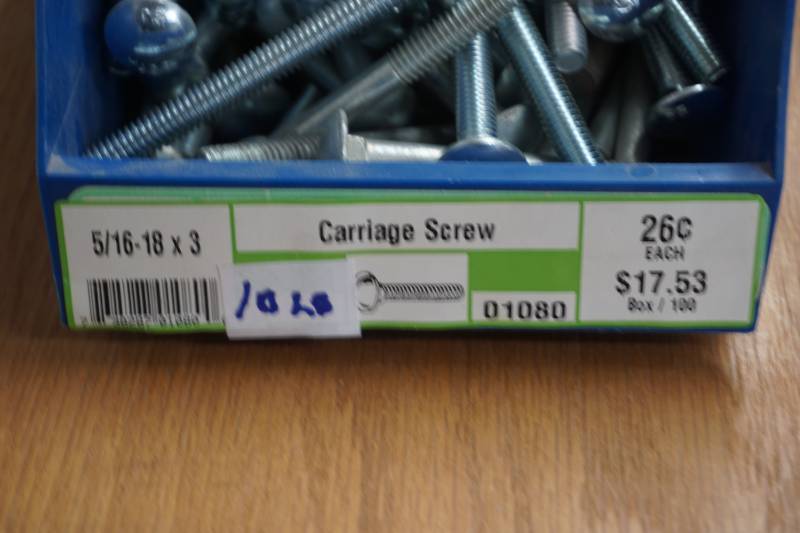 5/16-18 x 3
Carriage Screw
26¢
EACH
$17.53
Box / 100
01080